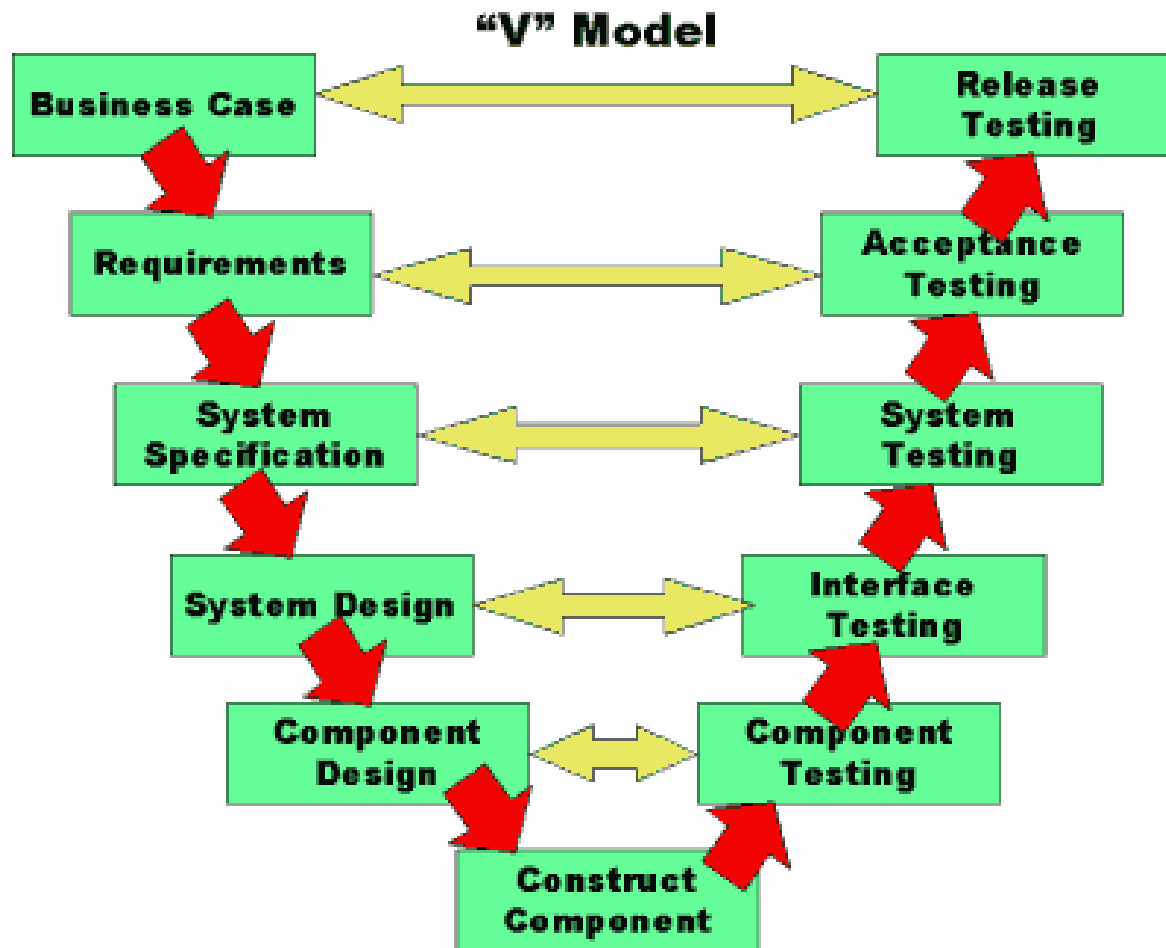 “V” Model
Business Case
Release
Testing
Requirements
Acceptance
Testing
System
Specification
System
Testing
System Design
Interface
Testing
Component
Design
Component
Testing
Construct
Component